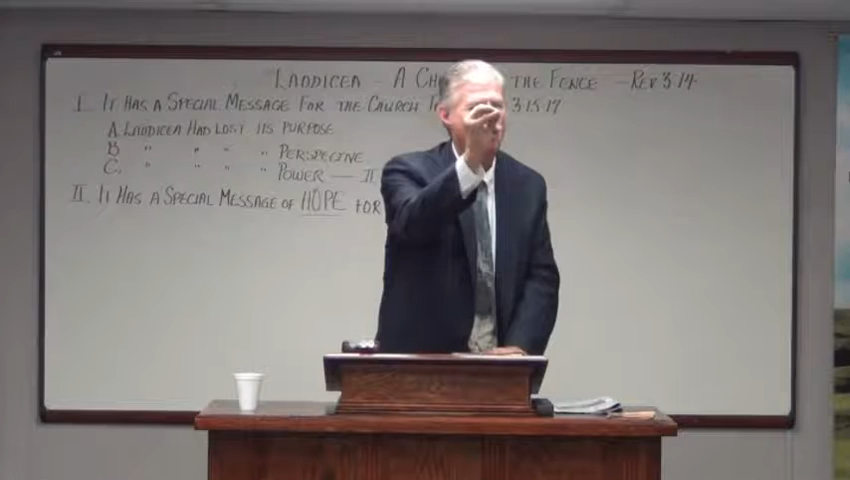 LAODICEA - A CH THE FENCE - REV 3:14-
I. IT HAS A SPECIAL MESSAGE FOR THE CHURCH 3:15-17
A. LAODICEA HAD LOST ITS PURPOSE
B " " " " PERSPECTIVE
C. " " " " POWER — II
II. IT HAS A SPECIAL MESSAGE OF HOPE FOR